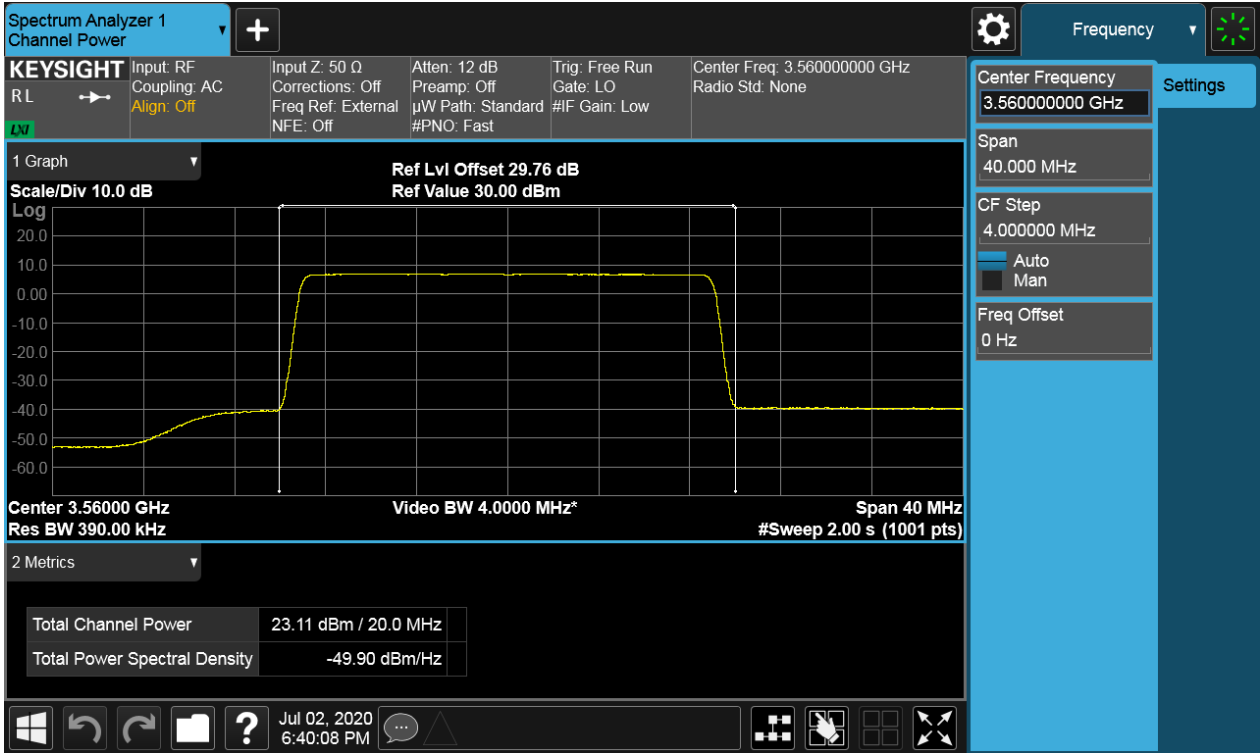 Spectrum Analyzer 1
Channel Power
Frequency
KEYSIGHT
RL
LXI
Input: RF
Coupling: AC
Align: Off
Input Z: 50 Ω
Corrections: Off
Freq Ref: External
NFE: Off
Atten: 12 dB
Preamp: Off
µW Path: Standard
#PNO: Fast
Trig: Free Run
Gate: LO
#IF Gain: Low
Center Freq: 3.560000000 GHz
Radio Std: None
Center Frequency
3.560000000 GHz
Settings
Span
40.000 MHz
CF Step
4.000000 MHz
Auto
Man
Freq Offset
0 Hz
1 Graph
Scale/Div 10.0 dB
Ref Lvl Offset 29.76 dB
Ref Value 30.00 dBm
Log
20.0
10.0
0.00
-10.0
-20.0
-30.0
-40.0
-50.0
-60.0
Center 3.56000 GHz
Video BW 4.0000 MHz*
Span 40 MHz
Res BW 390.00 kHz
#Sweep 2.00 s (1001 pts)
2 Metrics
Total Channel Power 23.11 dBm / 20.0 MHz
Total Power Spectral Density -49.90 dBm/Hz
?
Jul 02, 2020
6:40:08 PM